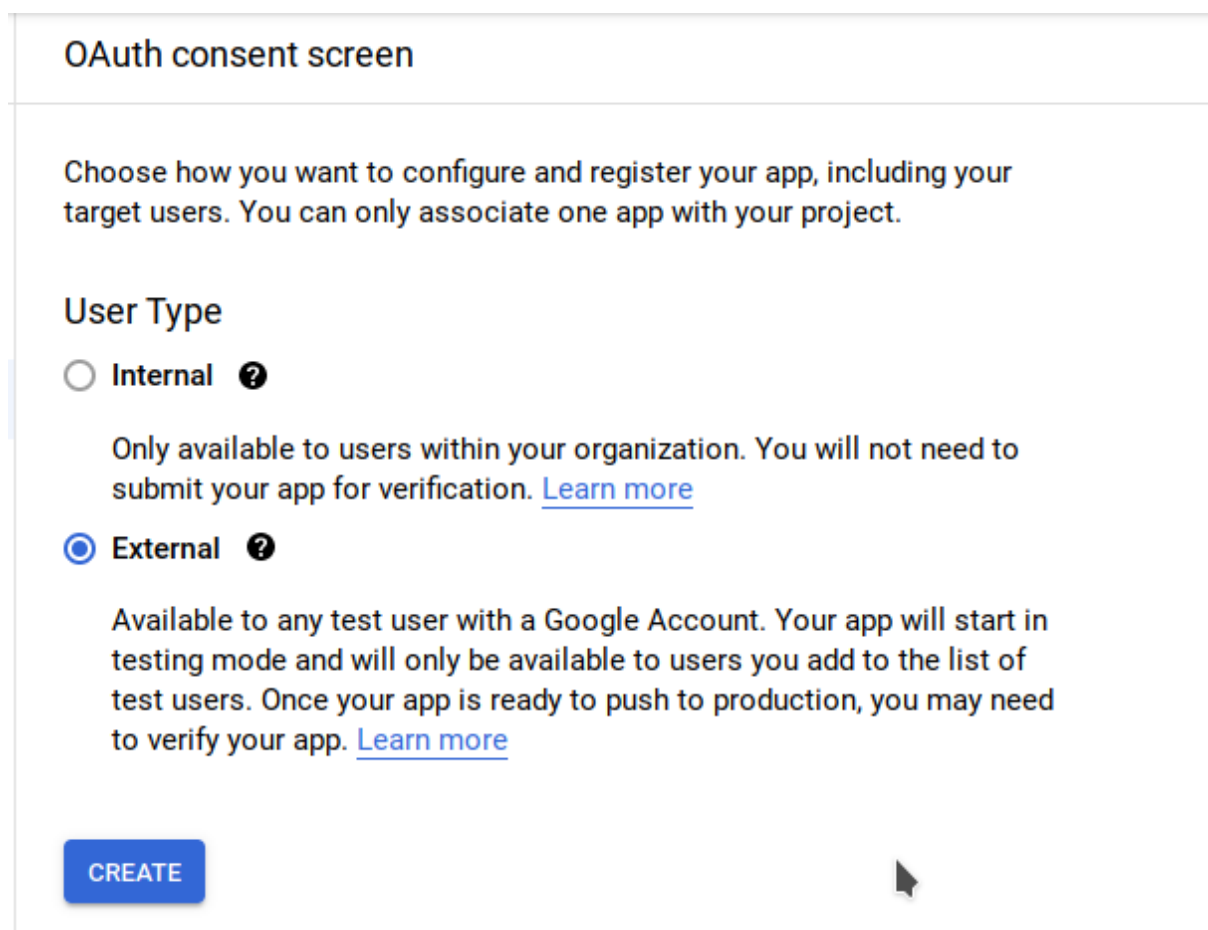 OAuth consent screen
Choose how you want to configure and register your app, including your
target users. You can only associate one app with your project.
User Type
Internal ?
Only available to users within your organization. You will not need to
submit your app for verification. Learn more
External ?
Available to any test user with a Google Account. Your app will start in
testing mode and will only be available to users you add to the list of
test users. Once your app is ready to push to production, you may need
to verify your app. Learn more
CREATE